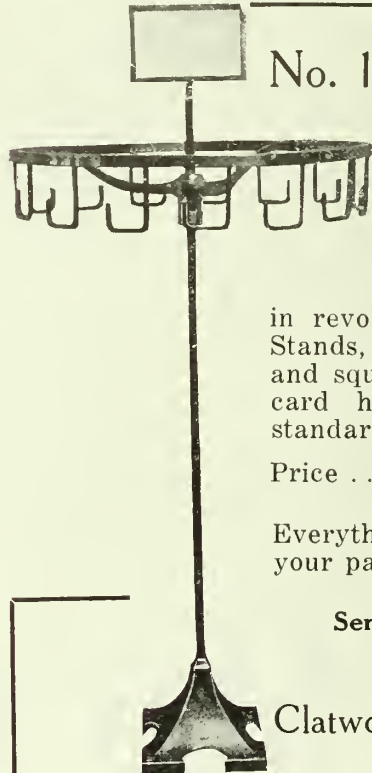 No. 1
in revo
Stands,
and squ
card h
standar
Price ..
Everyth
your pa
Ser
Clatwo